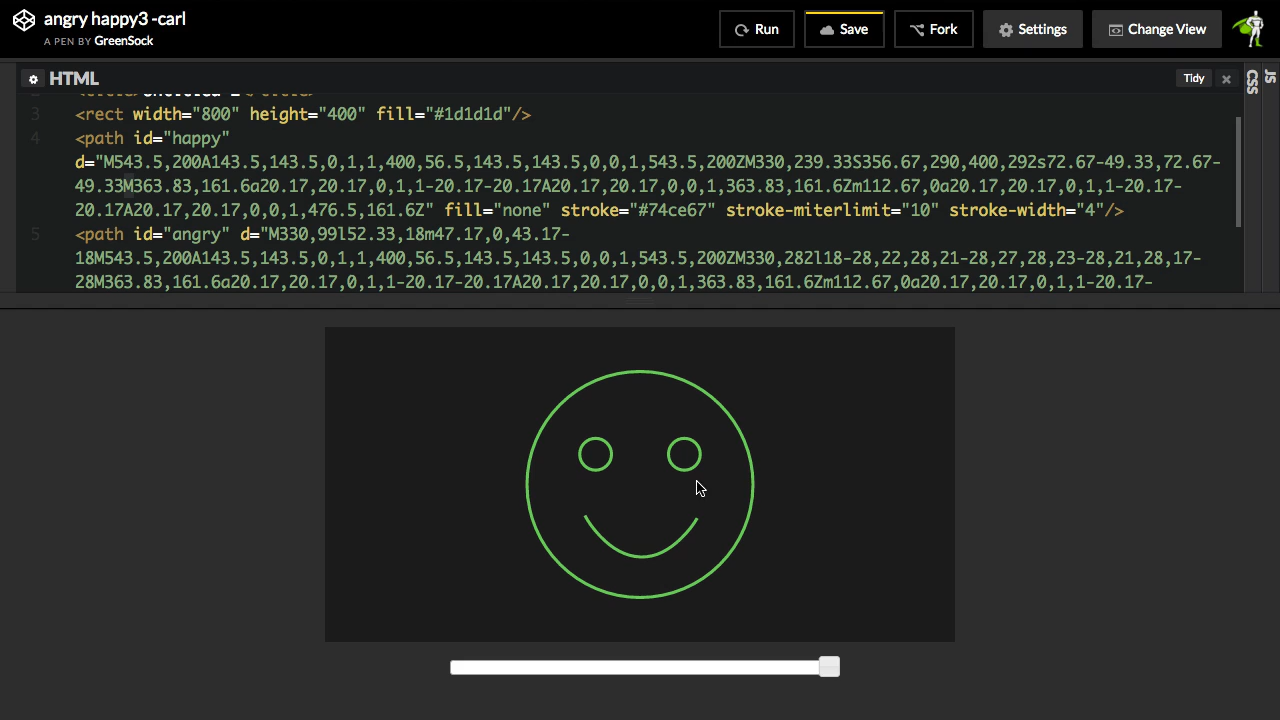 angry happy3 -carl
A PEN BY GreenSock
Run
Save
Fork
Settings
Change View
HTML
Tidy
CSS
JS
3 <rect width="800" height="400" fill="#1d1d1d"/>
4 <path id="happy"
d="M543.5,200A143.5,143.5,0,1,1,400,56.5,143.5,143.5,0,0,1,543.5,200ZM330,239.33S356.67,290,400,292s72.67-49.33,72.67-
49.33M363.83,161.6a20.17,20.17,0,1,1-20.17-20.17A20.17,20.17,0,0,1,363.83,161.6Zm112.67,0a20.17,20.17,0,1,1-20.17-
20.17A20.17,20.17,0,0,1,476.5,161.6Z" fill="none" stroke="#74ce67" stroke-miterlimit="10" stroke-width="4"/>
5 <path id="angry" d="M330,99l52.33,18m47.17,0,43.17-
18M543.5,200A143.5,143.5,0,1,1,400,56.5,143.5,143.5,0,0,1,543.5,200ZM330,282l18-28,22,28,21-28,27,28,23-28,21,28,17-
28M363.83,161.6a20.17,20.17,0,1,1-20.17-20.17A20.17,20.17,0,0,1,363.83,161.6Zm112.67,0a20.17,20.17,0,1,1-20.17-